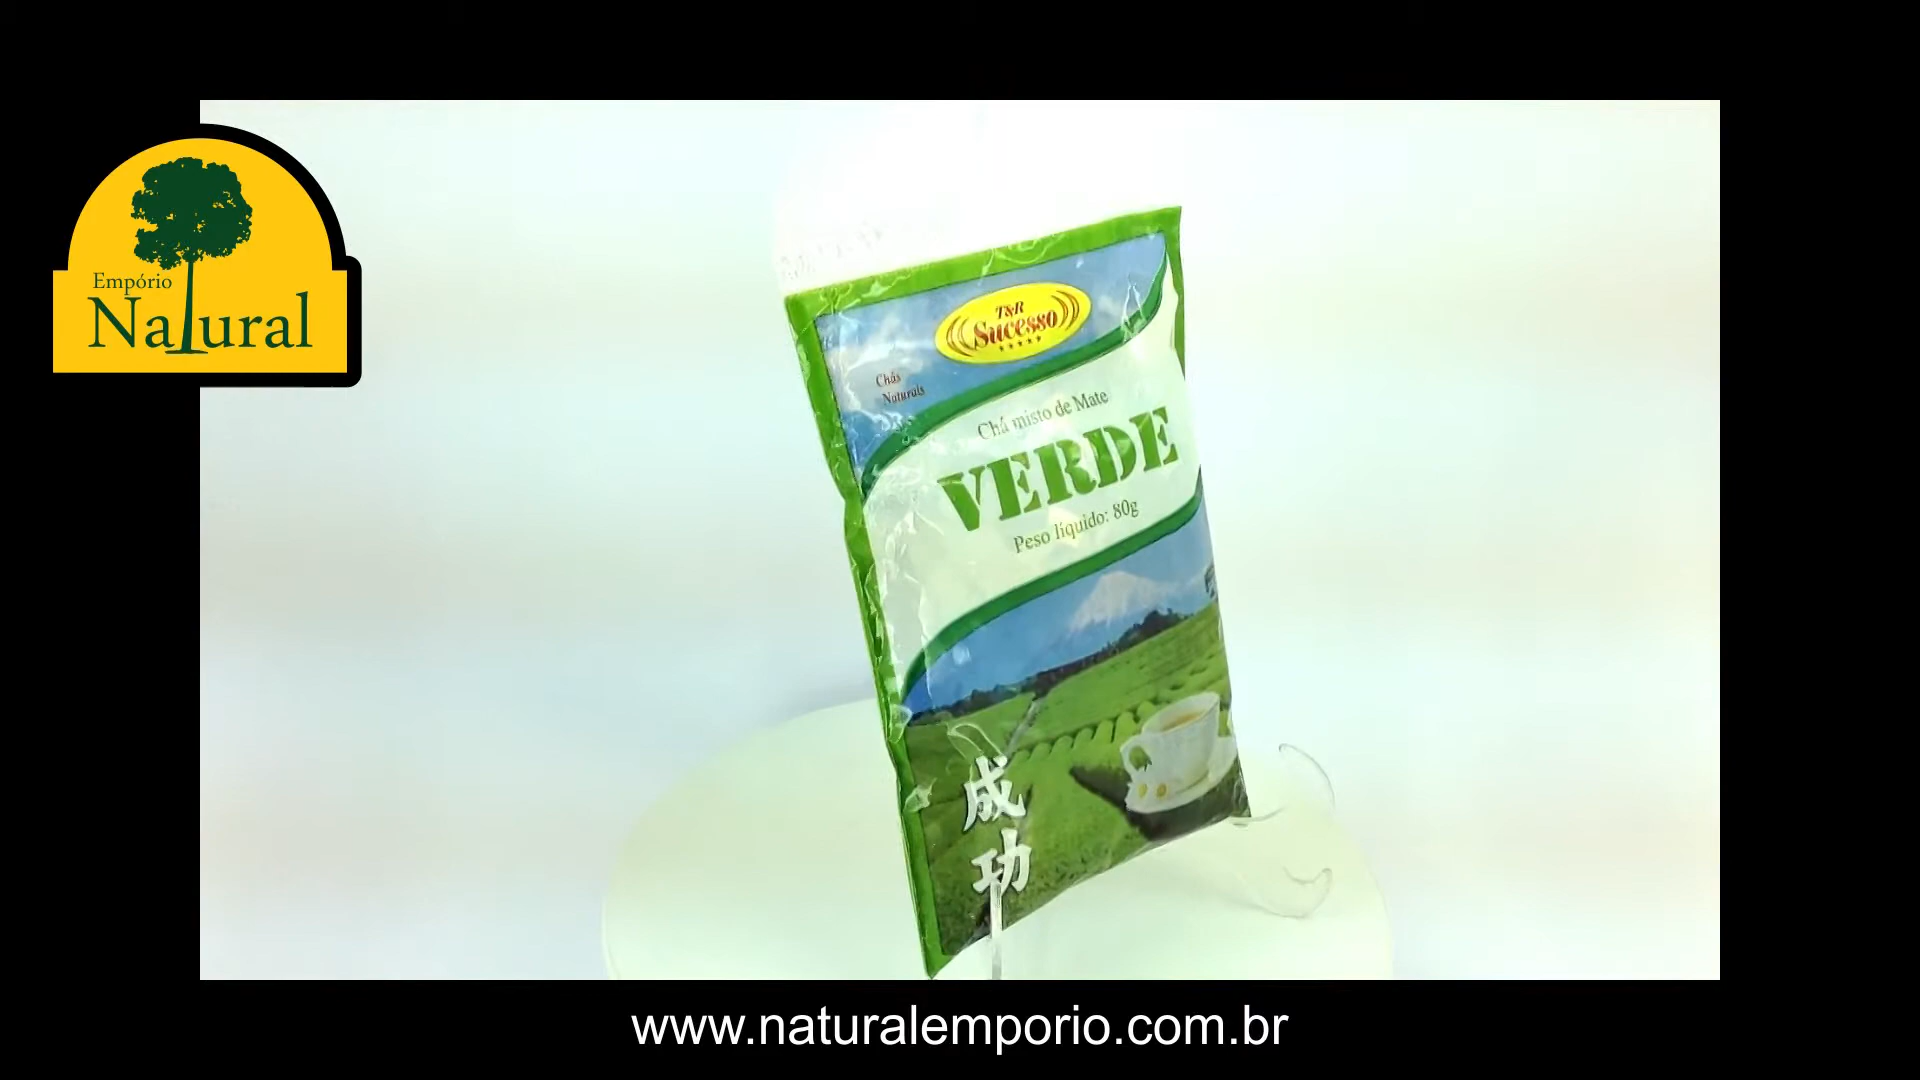 Empório
Natural
T&R
Sucesso
Chás
Naturais
Chá misto de Mate
VERDE
Peso líquido: 80g
成
功
www.naturalemporio.com.br